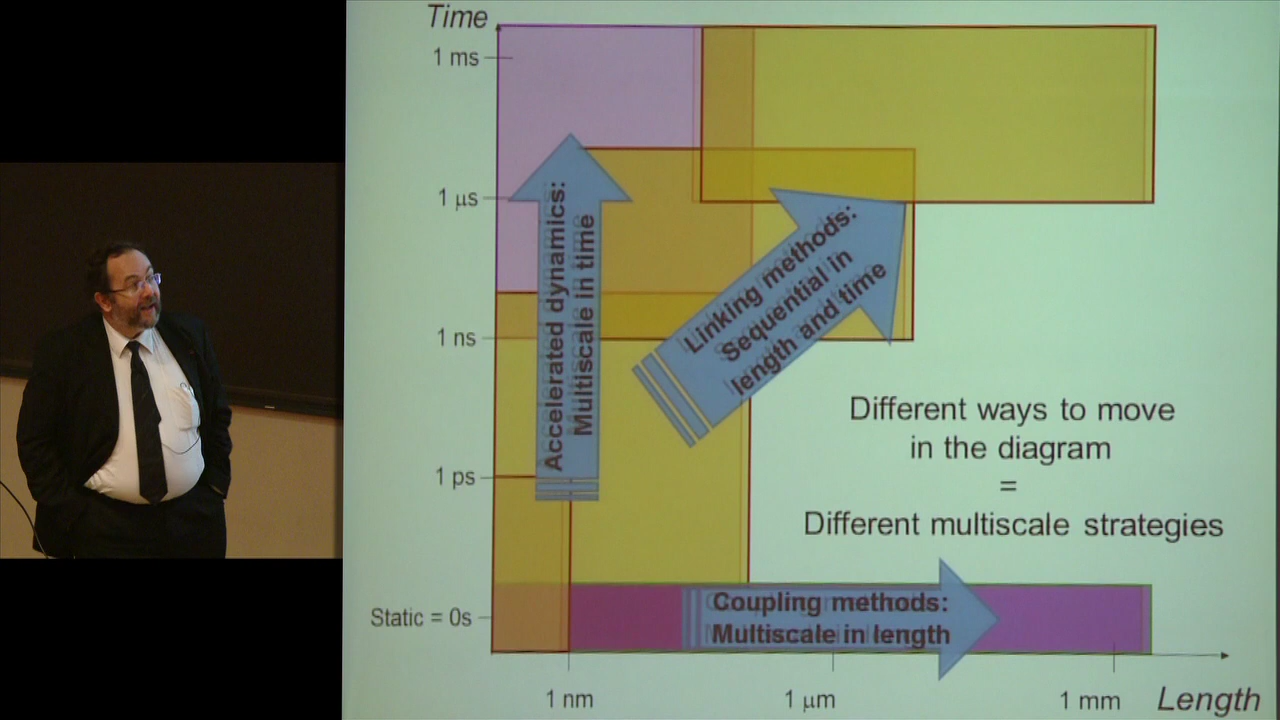 Time
1 ms
1 μs
1 ns
1 ps
Static = 0s
Accelerated dynamics:
Multiscale in time
Linking methods:
Sequential in
length and time
Different ways to move
in the diagram
=
Different multiscale strategies
Coupling methods:
Multiscale in length
1 nm
1 μm
1 mm
Length